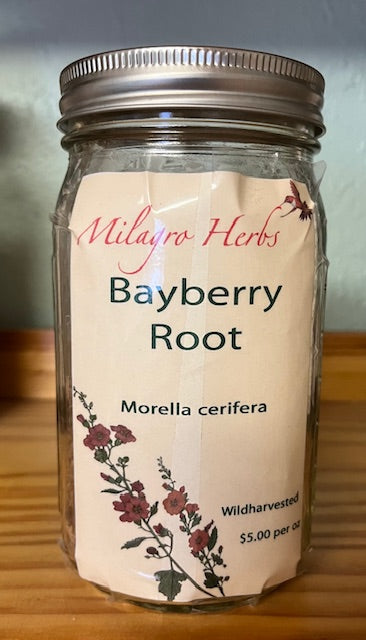 Milagro Herbs
Bayberry
Root
Morella cerifera
Wildharvested
$5.00 per oz